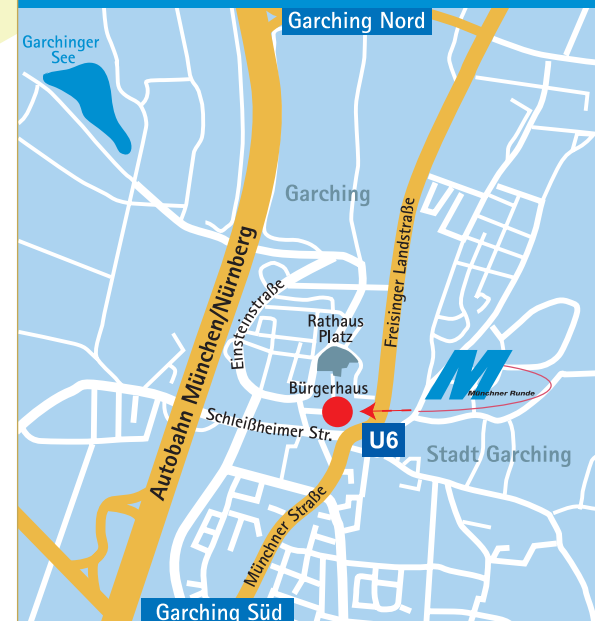 Garching Nord
Garchinger
See
Garching
Freisinger Landstraße
Autobahn München/Nürnberg
Einsteinstraße
Rathaus
Platz
Bürgerhaus
M
Münchner Runde
Schleißheimer Str.
U6
Stadt Garching
Münchner Straße
Garching Süd